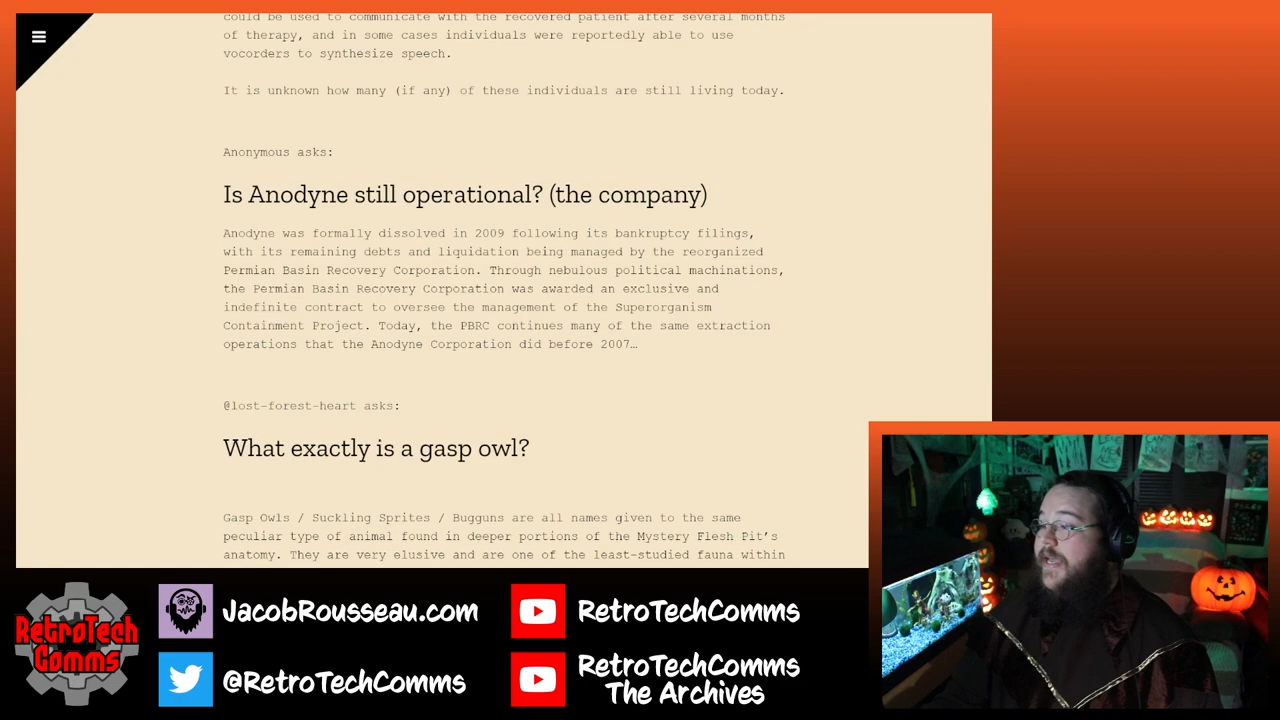 could be used to communicate with the recovered patient after several months
of therapy, and in some cases individuals were reportedly able to use
vocorders to synthesize speech.
It is unknown how many (if any) of these individuals are still living today.
Anonymous asks:
Is Anodyne still operational? (the company)
Anodyne was formally dissolved in 2009 following its bankruptcy filings,
with its remaining debts and liquidation being managed by the reorganized
Permian Basin Recovery Corporation. Through nebulous political machinations,
the Permian Basin Recovery Corporation was awarded an exclusive and
indefinite contract to oversee the management of the Superorganism
Containment Project. Today, the PBRC continues many of the same extraction
operations that the Anodyne Corporation did before 2007…
@lost-forest-heart asks:
What exactly is a gasp owl?
Gasp Owls / Suckling Sprites / Bugguns are all names given to the same
peculiar type of animal found in deeper portions of the Mystery Flesh Pit’s
anatomy. They are very elusive and are one of the least-studied fauna within
RetroTech
Comms
JacobRousseau.com
@RetroTechComms
RetroTechComms
RetroTechComms
The Archives